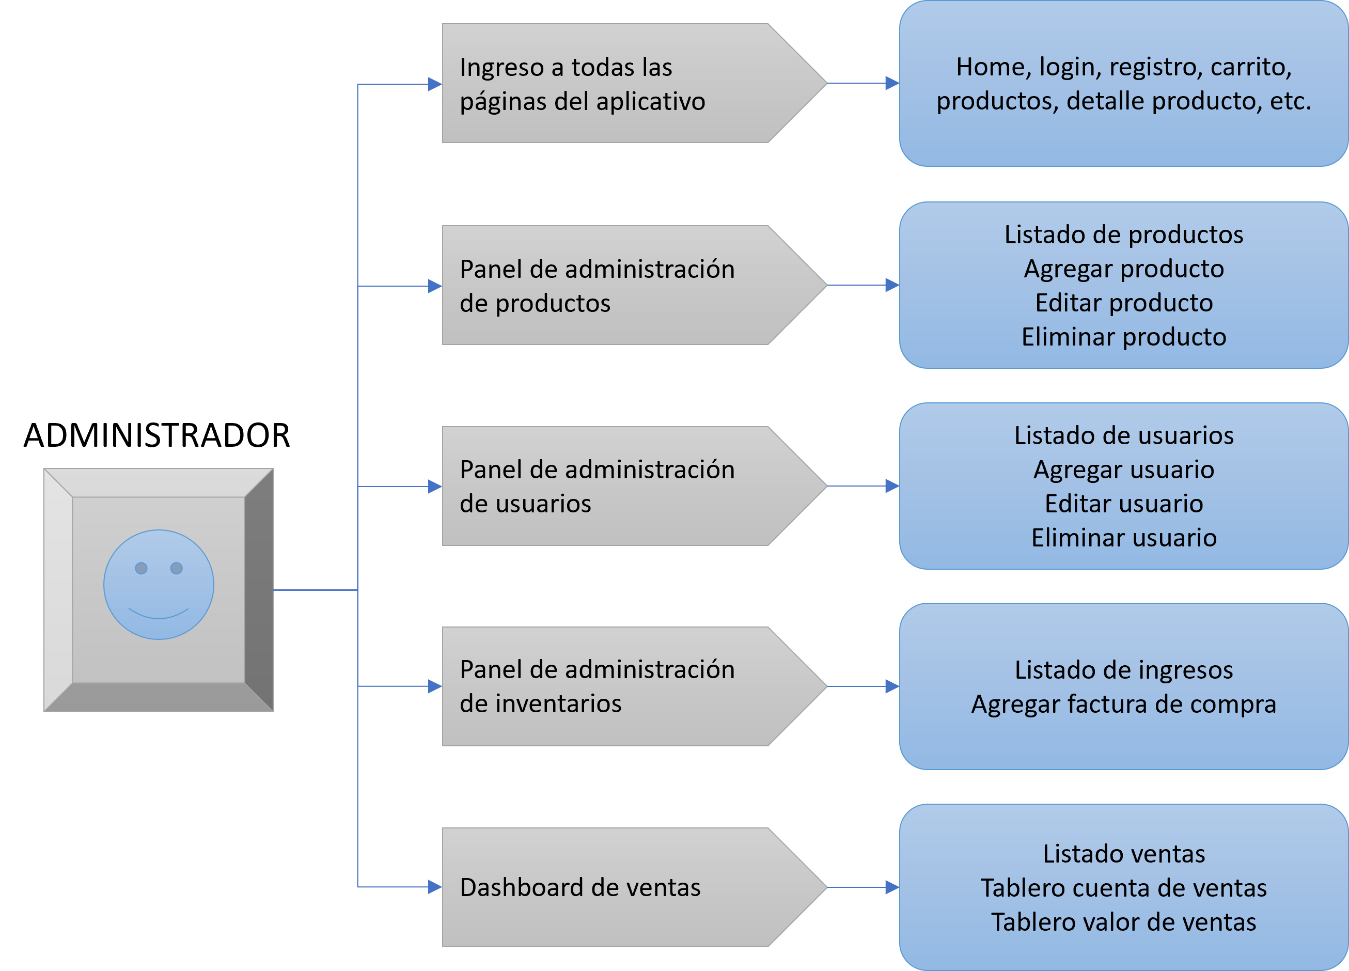 Ingreso a todas las
páginas del aplicativo
Home, login, registro, carrito,
productos, detalle producto, etc.
Panel de administración
de productos
Listado de productos
Agregar producto
Editar producto
Eliminar producto
ADMINISTRADOR
Panel de administración
de usuarios
Listado de usuarios
Agregar usuario
Editar usuario
Eliminar usuario
Panel de administración
de inventarios
Listado de ingresos
Agregar factura de compra
Dashboard de ventas
Listado ventas
Tablero cuenta de ventas
Tablero valor de ventas